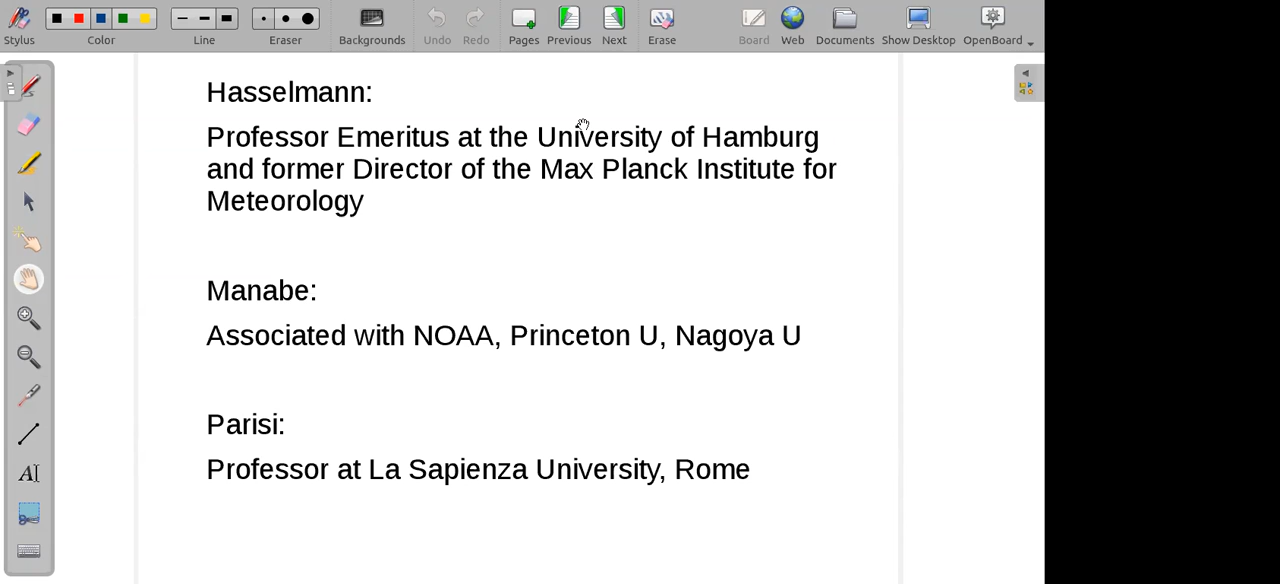 Stylus Color Line Eraser Backgrounds Undo Redo Pages Previous Next Erase Board Web Documents Show Desktop OpenBoard
Hasselmann:
Professor Emeritus at the University of Hamburg
and former Director of the Max Planck Institute for
Meteorology
Manabe:
Associated with NOAA, Princeton U, Nagoya U
Parisi:
Professor at La Sapienza University, Rome
AI